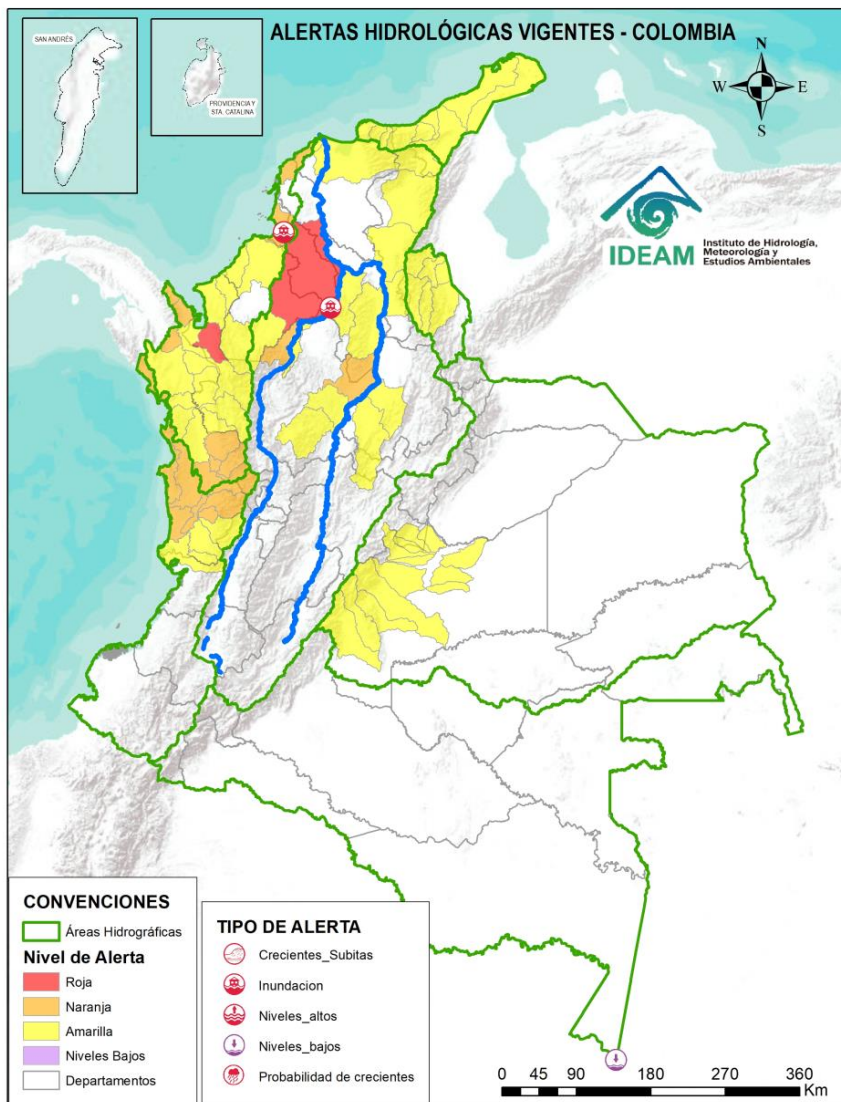 SAN ANDRÉS
PROVIDENCIA Y
STA. CATALINA
ALERTAS HIDROLÓGICAS VIGENTES - COLOMBIA
N
W
E
S
IDEAM
Instituto de Hidrología,
Meteorología y
Estudios Ambientales
CONVENCIONES
Áreas Hidrográficas
Nivel de Alerta
Roja
Naranja
Amarilla
Niveles Bajos
Departamentos
TIPO DE ALERTA
Crecientes_Subitas
Inundacion
Niveles_altos
Niveles_bajos
Probabilidad de crecientes
0 45 90 180 270 360
Km